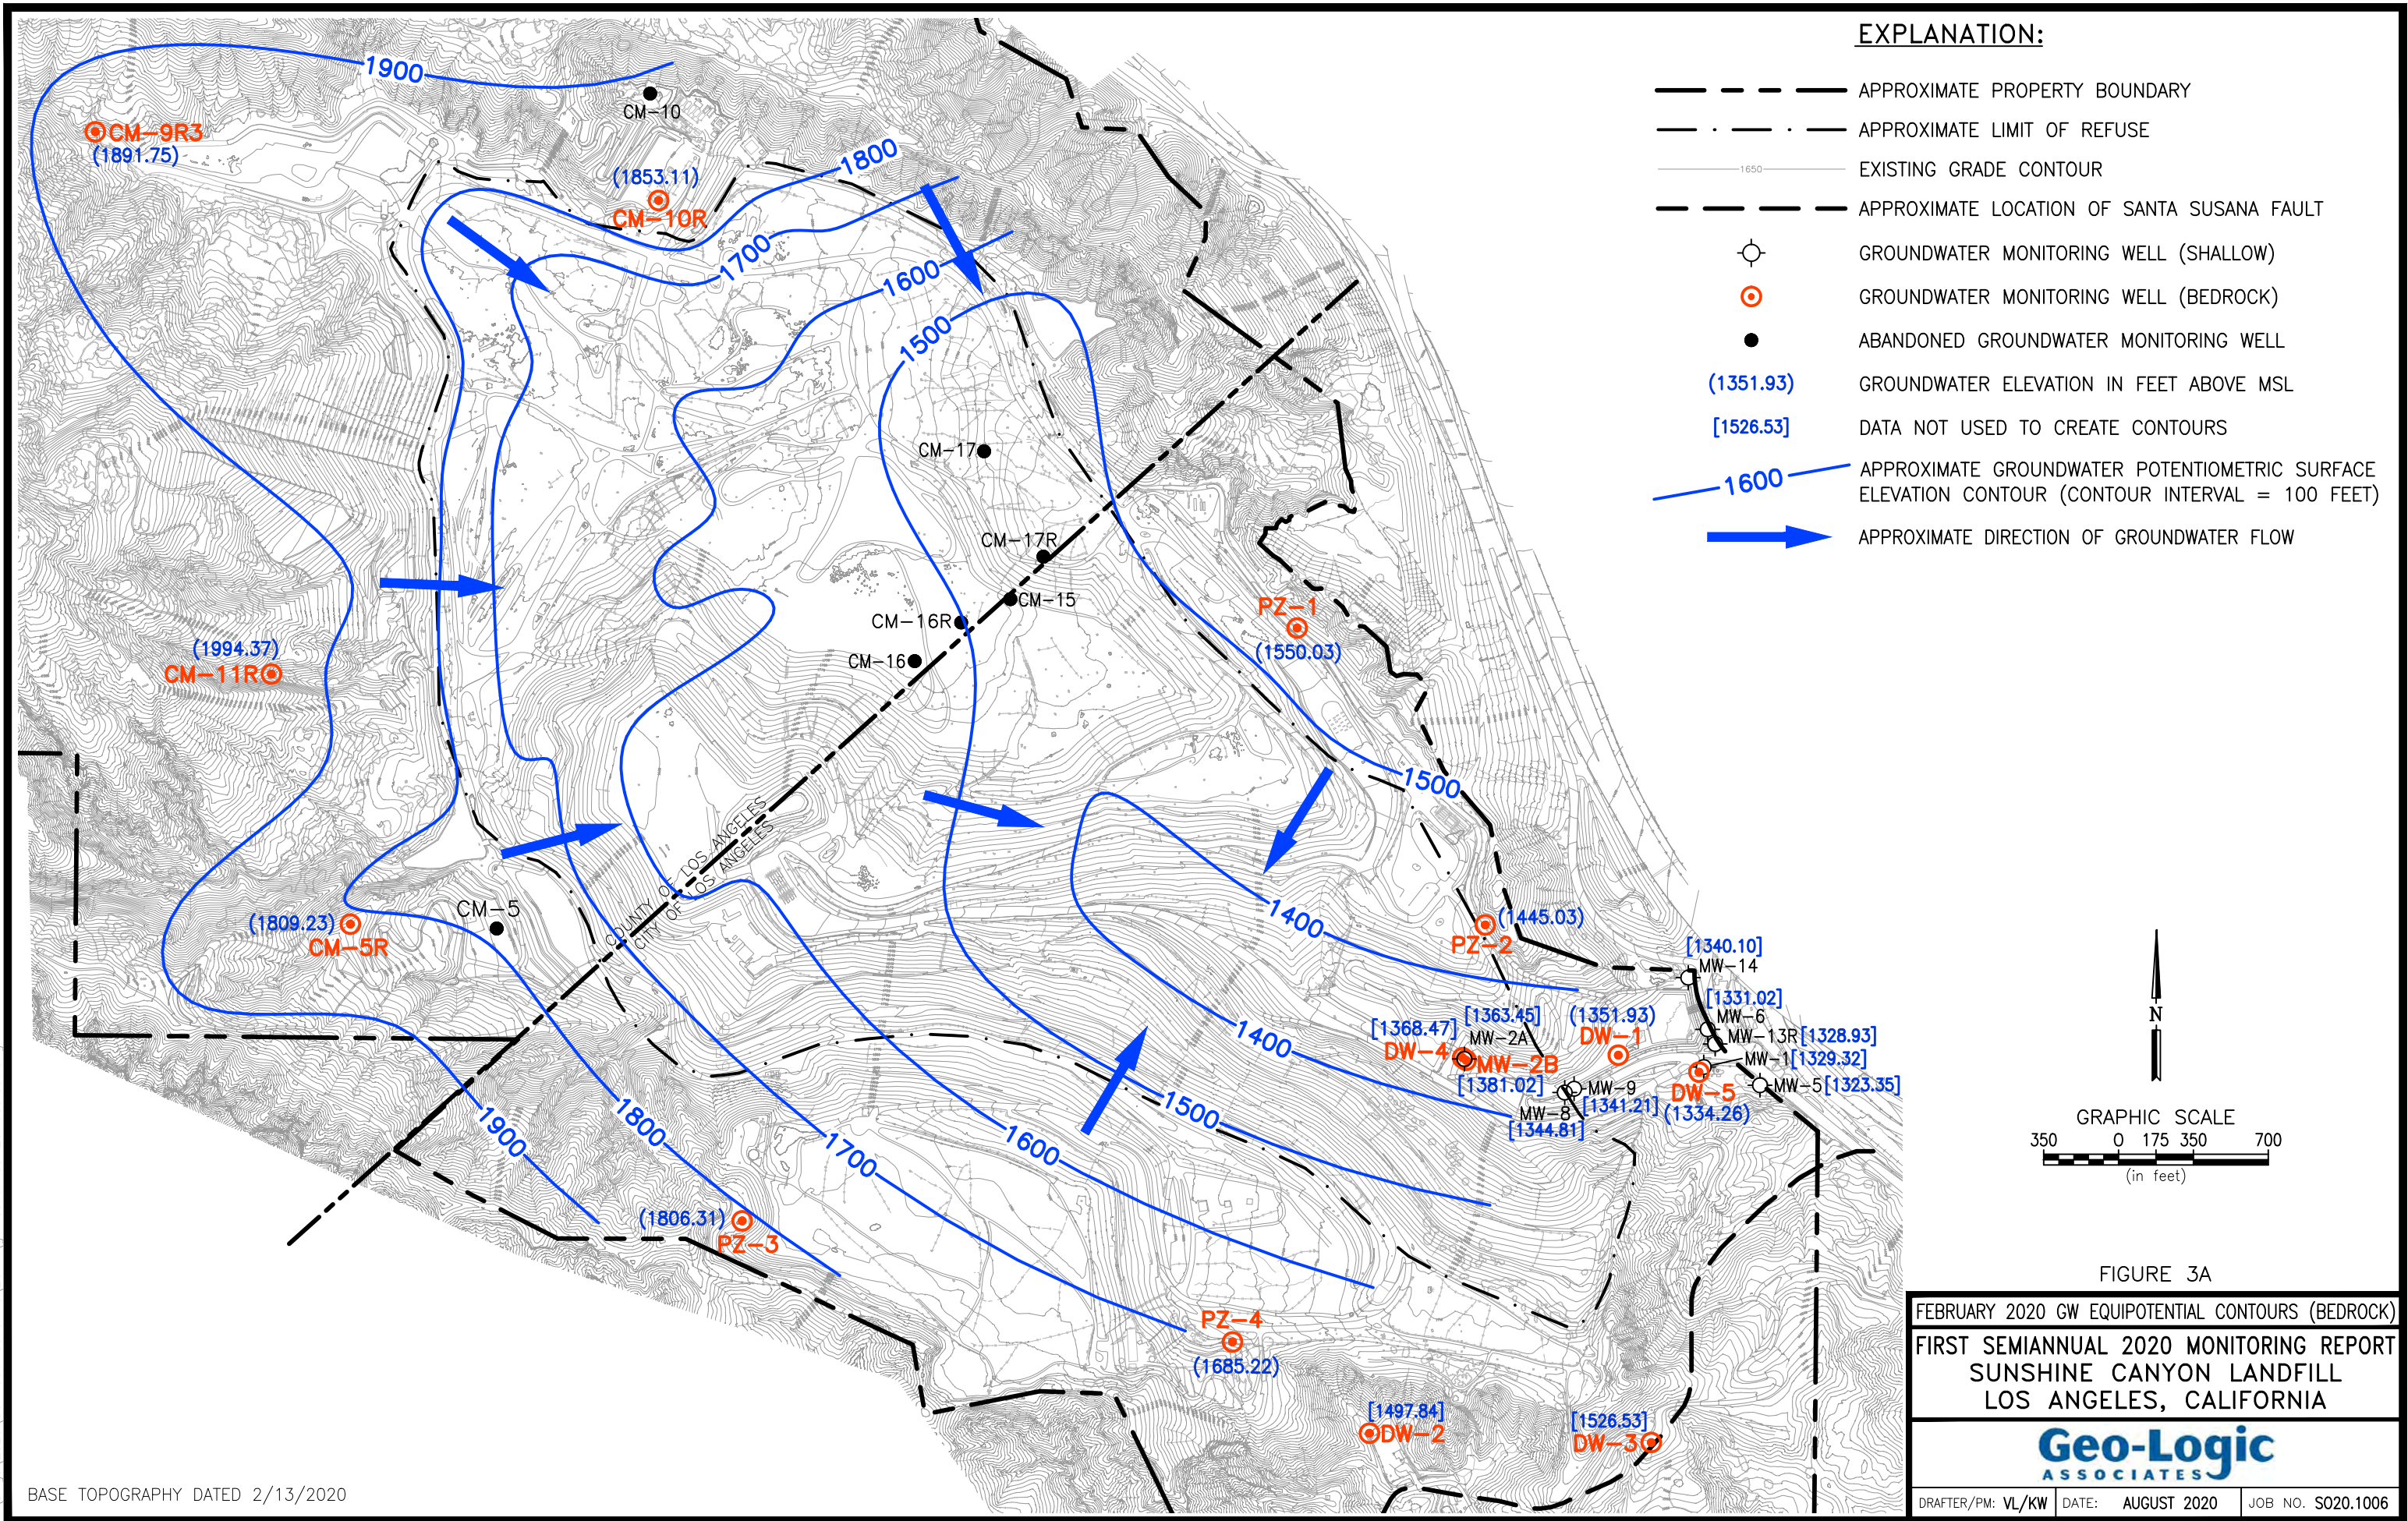 EXPLANATION:
APPROXIMATE PROPERTY BOUNDARY
APPROXIMATE LIMIT OF REFUSE
1650
EXISTING GRADE CONTOUR
APPROXIMATE LOCATION OF SANTA SUSANA FAULT
GROUNDWATER MONITORING WELL (SHALLOW)
GROUNDWATER MONITORING WELL (BEDROCK)
ABANDONED GROUNDWATER MONITORING WELL
(1351.93) GROUNDWATER ELEVATION IN FEET ABOVE MSL
[1526.53] DATA NOT USED TO CREATE CONTOURS
1600
APPROXIMATE GROUNDWATER POTENTIOMETRIC SURFACE
ELEVATION CONTOUR (CONTOUR INTERVAL = 100 FEET)
APPROXIMATE DIRECTION OF GROUNDWATER FLOW
1900
CM-10
CM-9R3
(1891.75)
1800
(1853.11)
CM-10R
1700
1600
1500
CM-17
CM-17R
CM-15
CM-16R
CM-16
PZ-1
(1550.03)
(1994.37)
CM-11R
1500
COUNTY OF LOS ANGELES
CITY OF LOS ANGELES
CM-5
(1809.23)
CM-5R
1400
(1445.03)
PZ-2
[1340.10]
MW-14
[1331.02]
MW-6
MW-13R [1328.93]
MW-1 [1329.32]
MW-5 [1323.35]
(1351.93)
DW-1
[1363.45]
MW-2A
[1368.47]
DW-4
MW-2B
[1381.02]
DW-5
(1334.26)
MW-9
[1341.21]
MW-8
[1344.81]
1400
1500
1600
1700
1800
1900
(1806.31)
PZ-3
PZ-4
(1685.22)
[1497.84]
DW-2
[1526.53]
DW-3
N
GRAPHIC SCALE
350 0 175 350 700
(in feet)
FIGURE 3A
FEBRUARY 2020 GW EQUIPOTENTIAL CONTOURS (BEDROCK)
FIRST SEMIANNUAL 2020 MONITORING REPORT
SUNSHINE CANYON LANDFILL
LOS ANGELES, CALIFORNIA
Geo-Logic
ASSOCIATES
DRAFTER/PM: VL/KW DATE: AUGUST 2020 JOB NO. SO20.1006
BASE TOPOGRAPHY DATED 2/13/2020